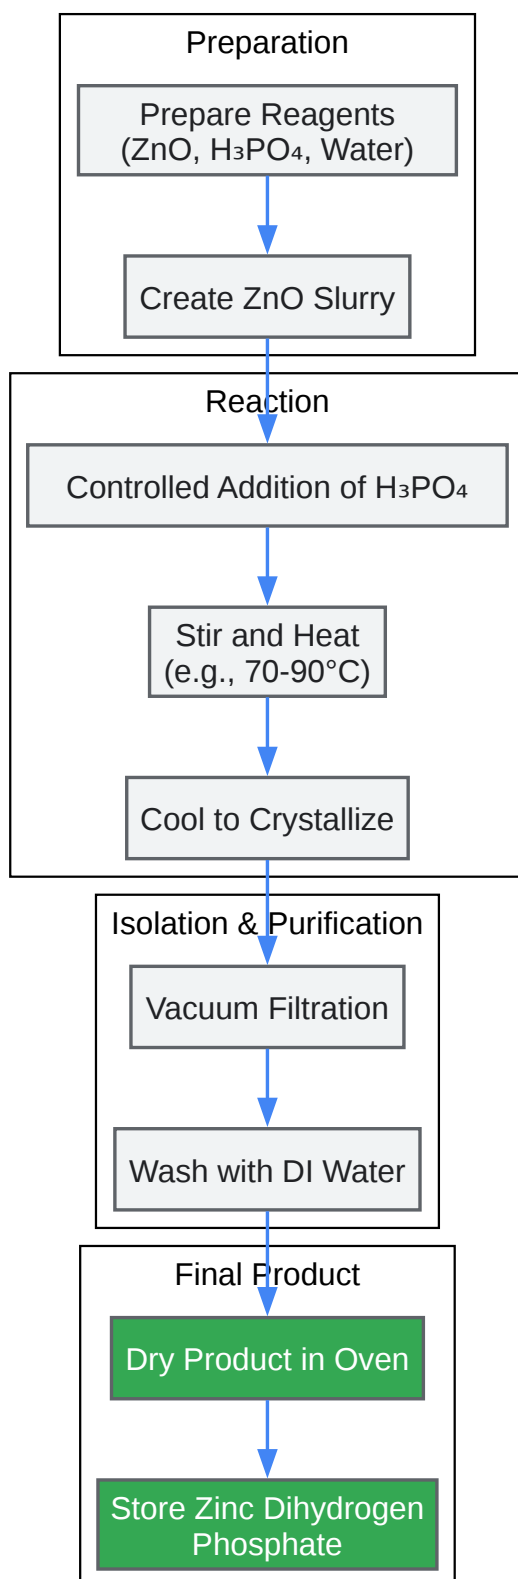 Preparation
Prepare Reagents
(ZnO, H₃PO₄, Water)
Create ZnO Slurry
Reaction
Controlled Addition of H₃PO₄
Stir and Heat
(e.g., 70-90°C)
Cool to Crystallize
Isolation & Purification
Vacuum Filtration
Wash with DI Water
Final Product
Dry Product in Oven
Store Zinc Dihydrogen
Phosphate